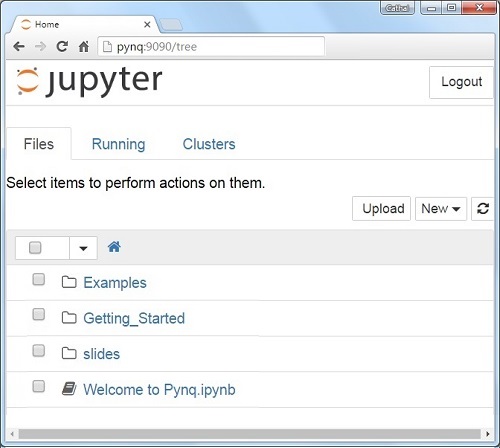 Cathal
Home
pynq:9090/tree
jupyter
Logout
Files Running Clusters
Select items to perform actions on them.
Upload New
Examples
Getting_Started
slides
Welcome to Pynq.ipynb